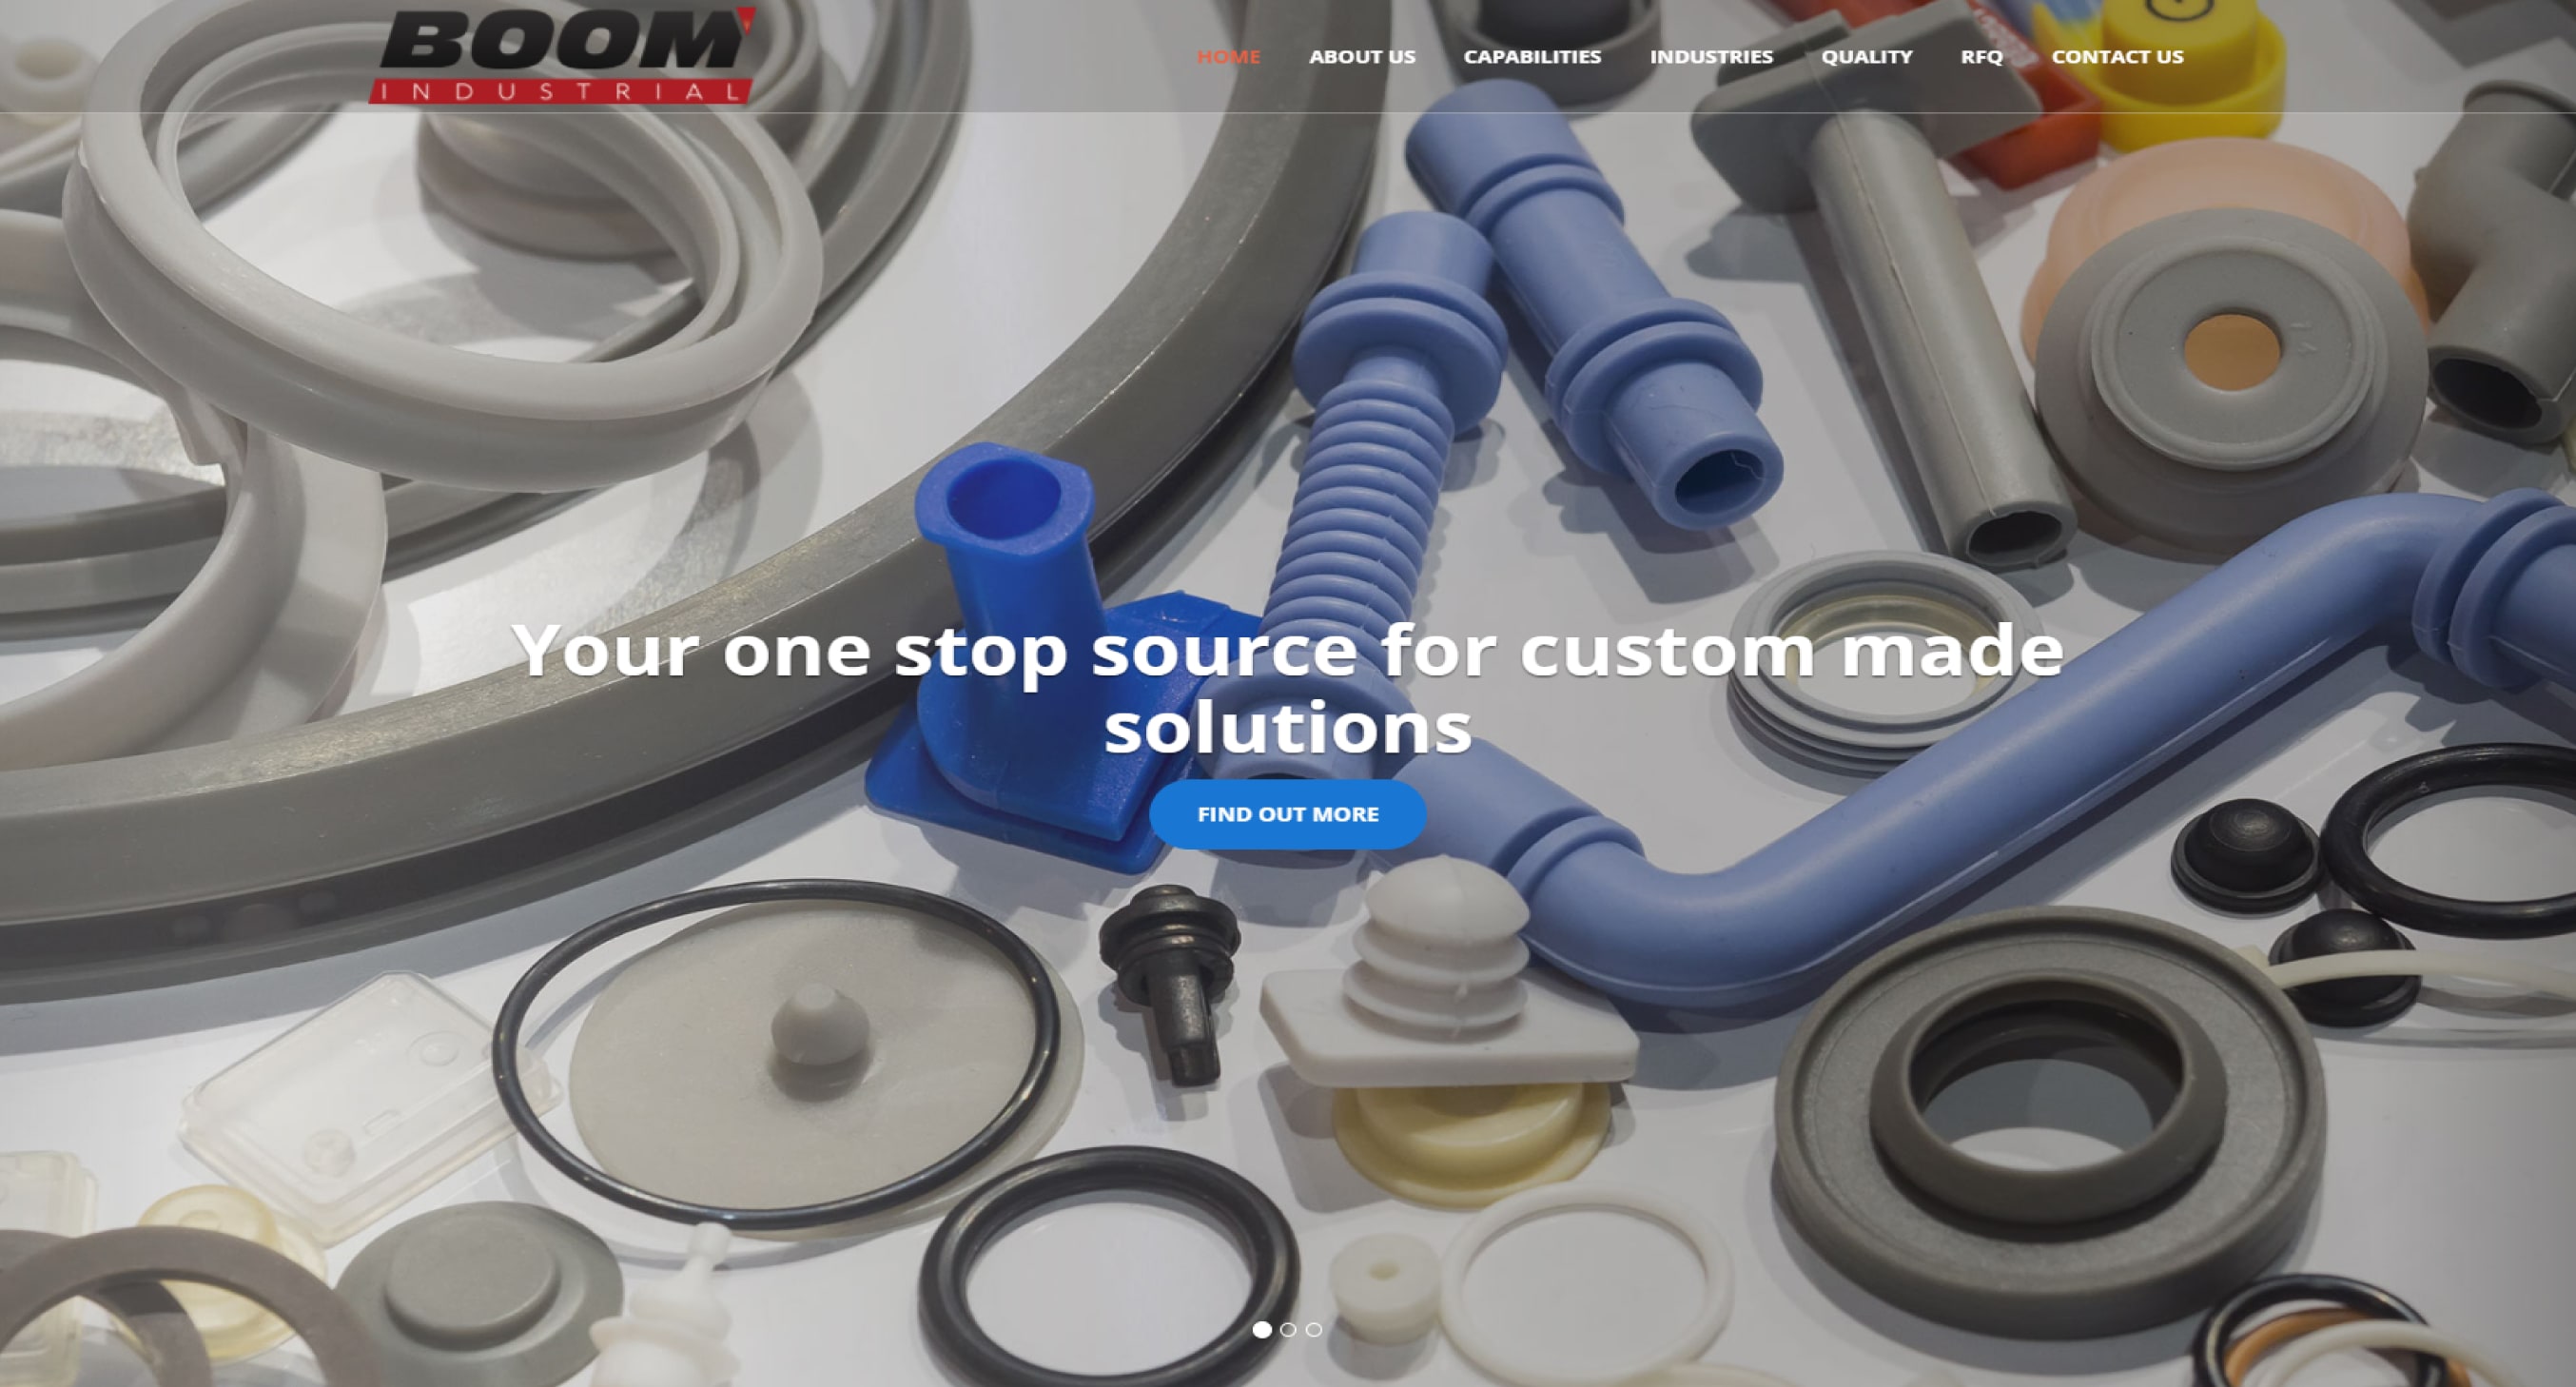 BOOM
INDUSTRIAL
HOME ABOUT US CAPABILITIES INDUSTRIES QUALITY RFQ CONTACT US
Your one stop source for custom made
solutions
FIND OUT MORE